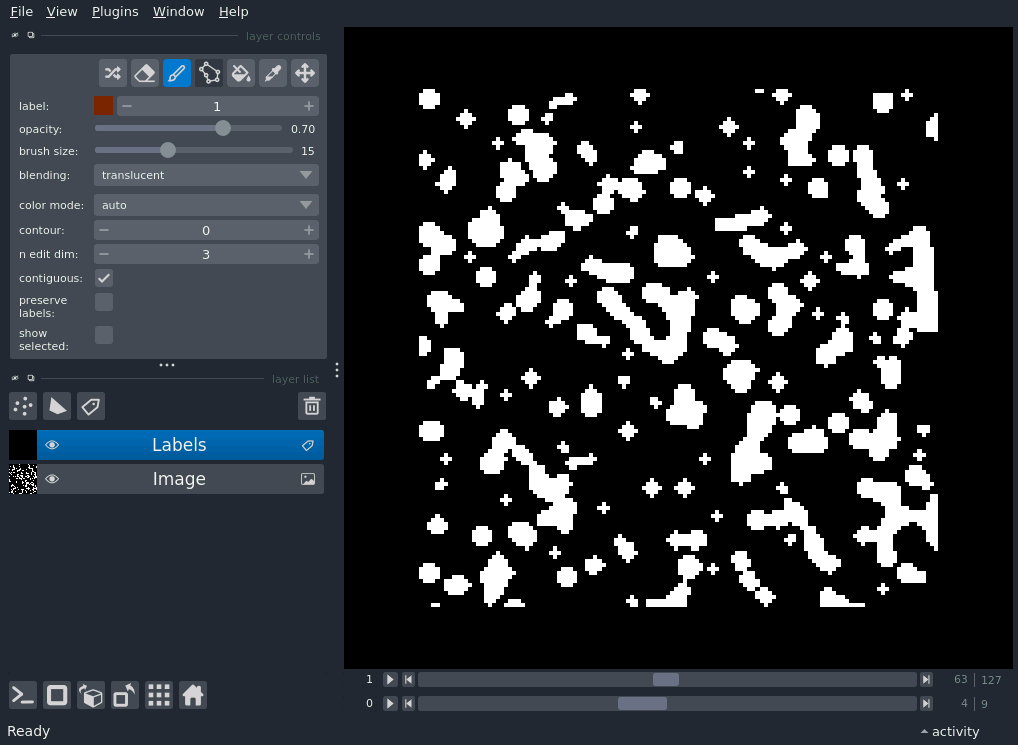 File View Plugins Window Help
layer controls
label: 1
opacity: 0.70
brush size: 15
blending: translucent
color mode: auto
contour: 0
n edit dim: 3
contiguous:
preserve
labels:
show
selected:
layer list
Labels
Image
1 63 127
0 4 9
Ready activity